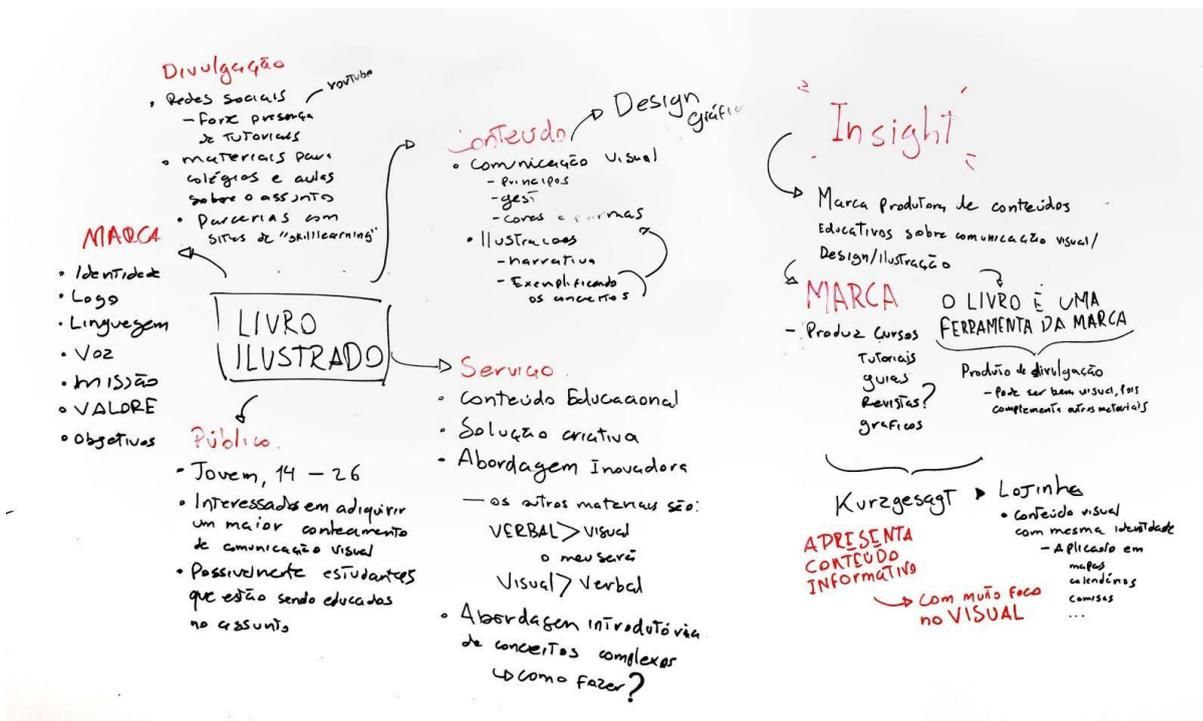 Divulgação
• Redes sociais
YouTube
- Forte presença
de Tutoriais
• materiais para
colégios e aulas
sobre o assunto
• Parcerias com
sites de "skilllearning"
MARCA
• Identidade
• Logo
• Linguagem
• Voz
• missão
• VALORE
• Objetivos
LIVRO
ILUSTRADO
Público
• Jovem, 14 - 26
• Interessados em adiquirir
um maior
de comunicação visual
• Possivelmente estudantes
que estão sendo educados
no assunto
Conteúdo
Design
gráfic
• Comunicação visual
- Principos
- gest
- cores e formas
• Ilustracoes
- narrativa
- Exemplificando
os conceitos
Serviço
• Conteúdo Educacional
• Solução criativa
• Abordagem Inovadora
- os outros materiais são:
VERBAL > Visual
o meu será
Visual > Verbal
• Abordagem introdutória
de conceitos complexos
↳ como fazer?
Insight
Marca Produtora de conteúdos
Educativos sobre comunicação visual/
Design/Ilustração
MARCA
- Produz Cursos
Tutoriais
guias
Revistas?
graficos
O LIVRO É UMA
FERRAMENTA DA MARCA
Produto de divulgação
- Pode ser bem visual, pois
complementa outros materiais
Kurzgesagt
APRESENTA
CONTEÚDO
INFORMATIVO
com muito foco
no VISUAL
Lojinha
• conteúdo visual
com mesma identidade
- Aplicado em
mapas
calendários
camisas
...